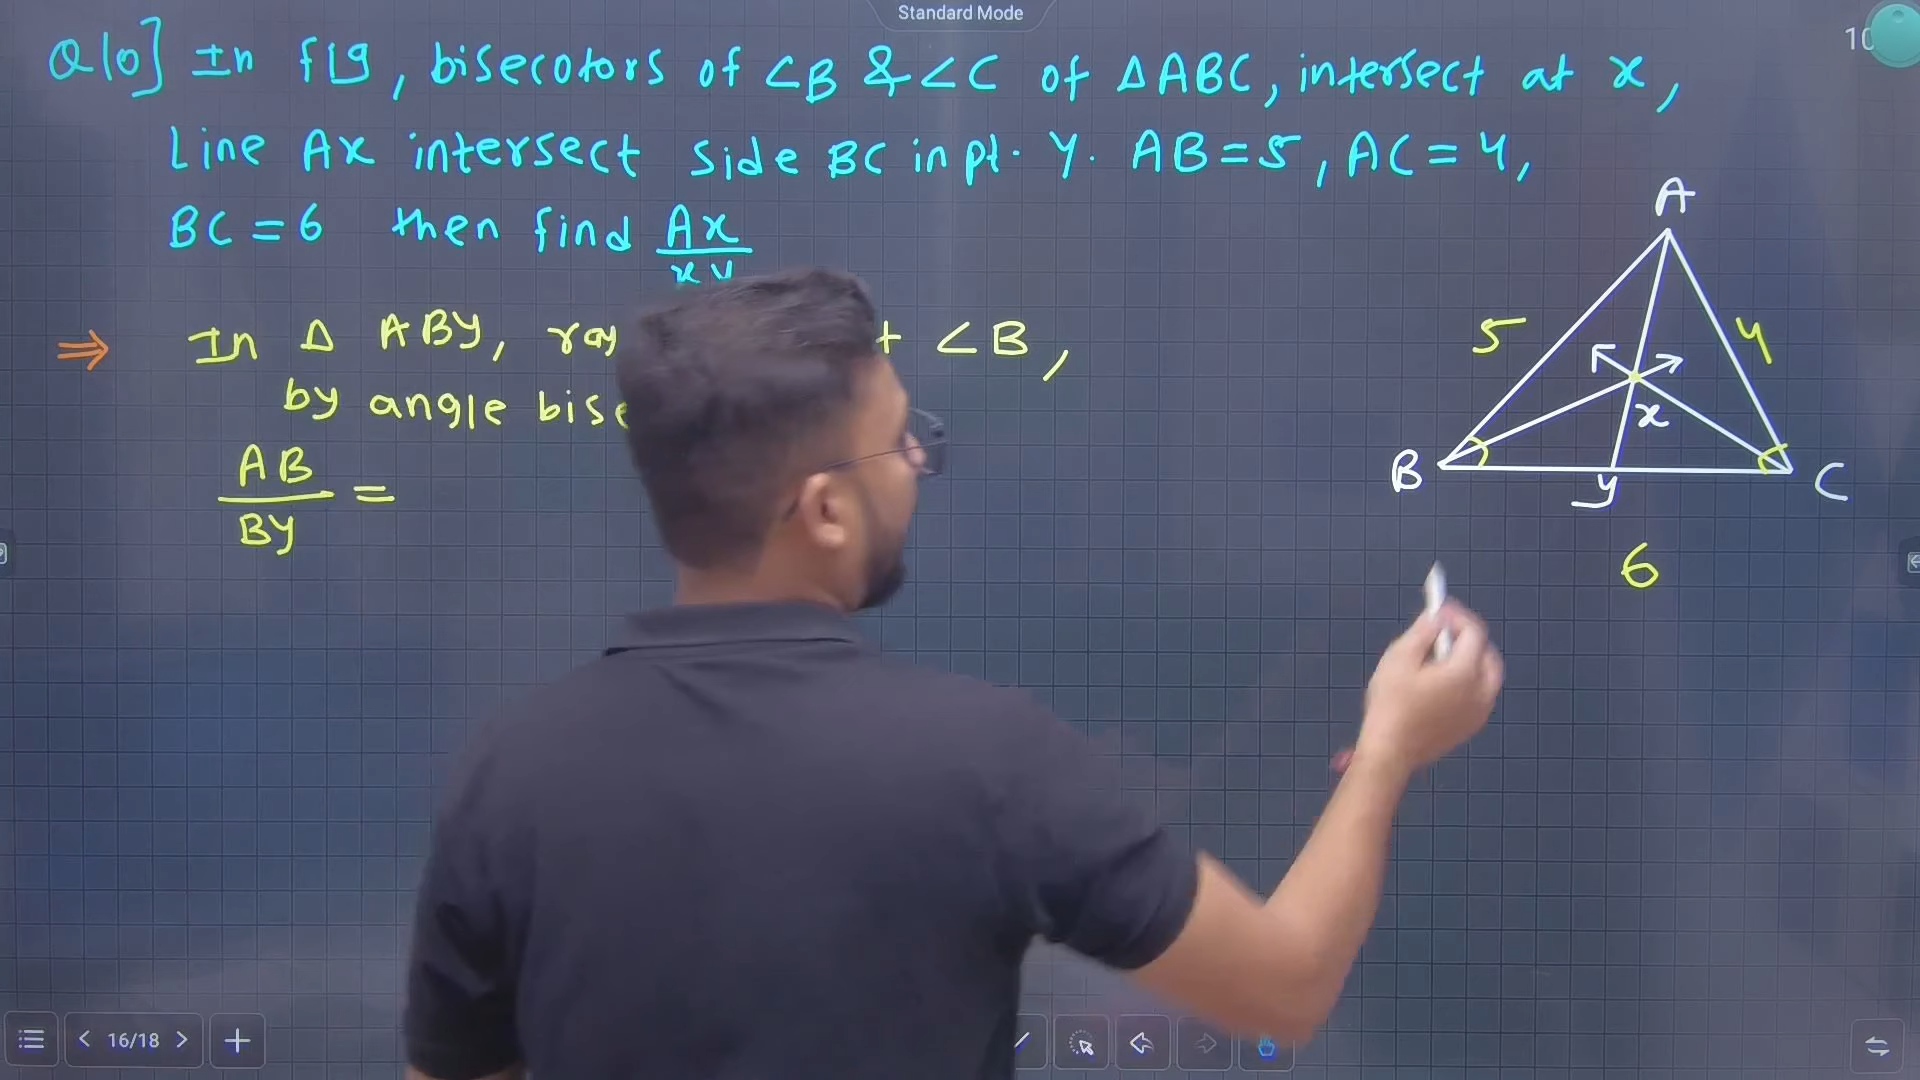 Standard Mode
10
Q10] In fig, bisecotors of ∠B & ∠C of ΔABC, intersect at x,
Line Ax intersect side BC in pt. Y. AB=5, AC=4,
BC=6 then find Ax
xy
⇒ In Δ ABY, ray ∠B,
by angle
AB
=
BY
A
5
4
x
B
y
C
6
16/18